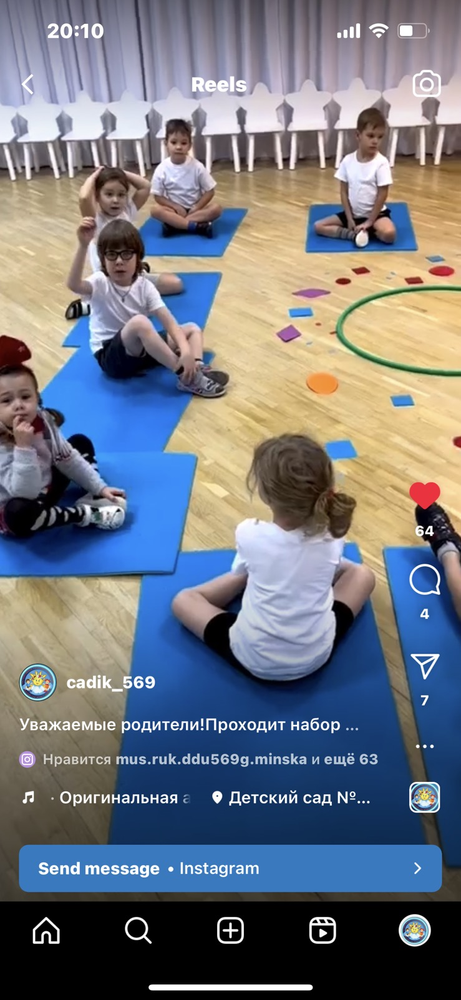 20:10
Reels
64
4
7
cadik_569
Уважаемые родители!Проходит набор ...
Нравится mus.ruk.ddu569g.minska и ещё 63
· Оригинальная а
Детский сад №...
Send message • Instagram